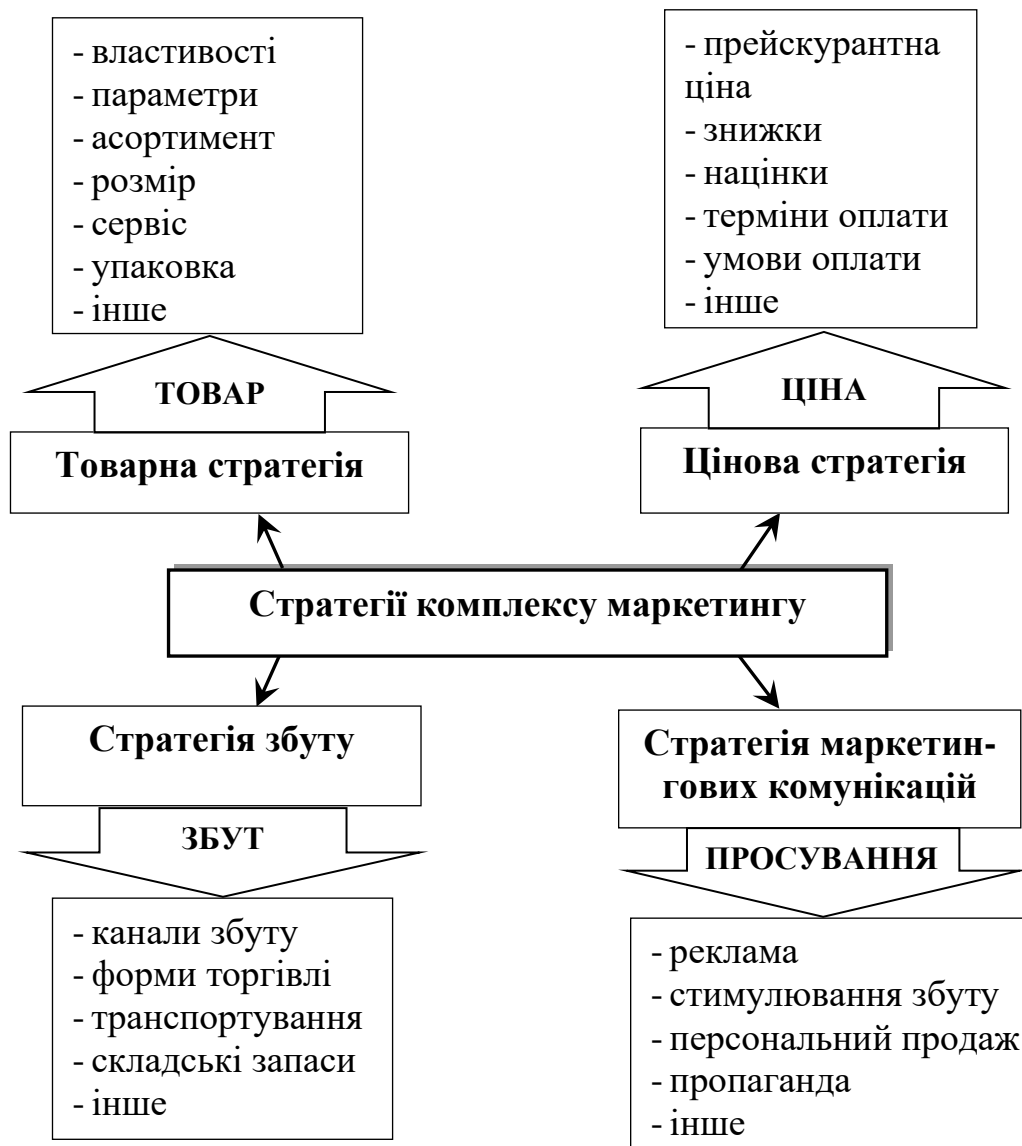 - властивості
- параметри
- асортимент
- розмір
- сервіс
- упаковка
- інше
- прейскурантна
ціна
- знижки
- націнки
- терміни оплати
- умови оплати
- інше
ТОВАР
ЦІНА
Товарна стратегія
Цінова стратегія
Стратегії комплексу маркетингу
Стратегія збуту
Стратегія маркетин-
гових комунікацій
ЗБУТ
ПРОСУВАННЯ
- канали збуту
- форми торгівлі
- транспортування
- складські запаси
- інше
- реклама
- стимулювання збуту
- персональний продаж
- пропаганда
- інше